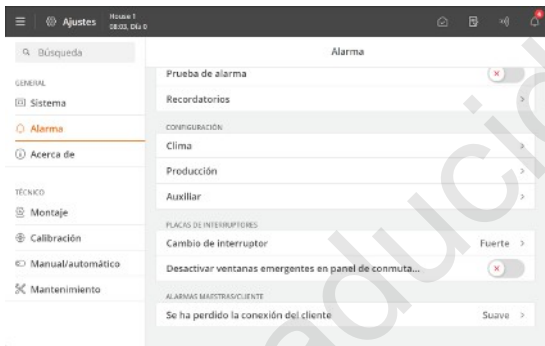 Ajustes
House 1
08:03, Día 0
Búsqueda
Alarma
GENERAL
Sistema
Alarma
Acerca de
TÉCNICO
Montaje
Calibración
Manual/automático
Mantenimiento
Prueba de alarma
Recordatorios
CONFIGURACIÓN
Clima
Producción
Auxiliar
PLACAS DE INTERRUPTORES
Cambio de interruptor Fuerte
Desactivar ventanas emergentes en panel de conmuta...
ALARMAS MAESTRAS/CLIENTE
Se ha perdido la conexión del cliente Suave